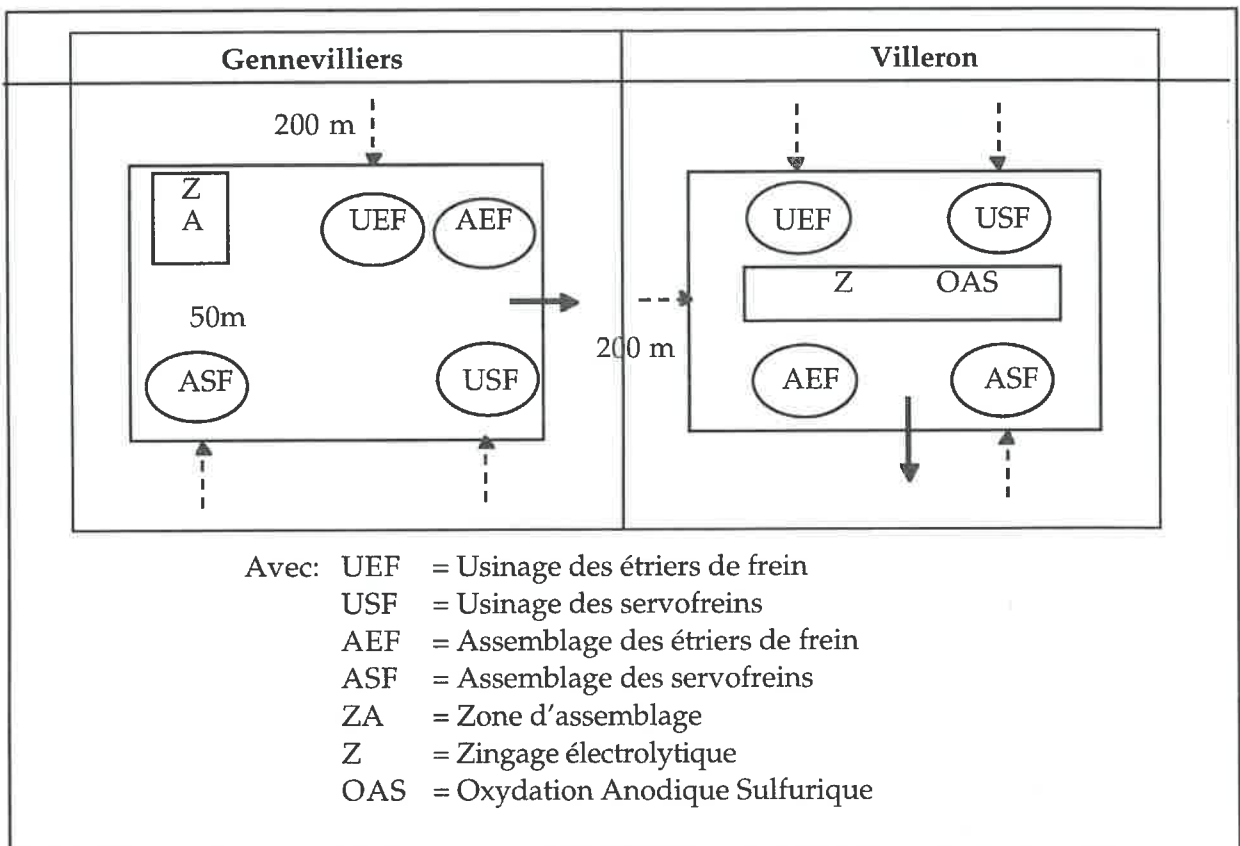 Gennevilliers
Villeron
200 m
Z
A
UEF
AEF
50m
ASF
USF
200 m
UEF
USF
Z OAS
AEF
ASF
Avec: UEF = Usinage des étriers de frein
USF = Usinage des servofreins
AEF = Assemblage des étriers de frein
ASF = Assemblage des servofreins
ZA = Zone d'assemblage
Z = Zingage électrolytique
OAS = Oxydation Anodique Sulfurique